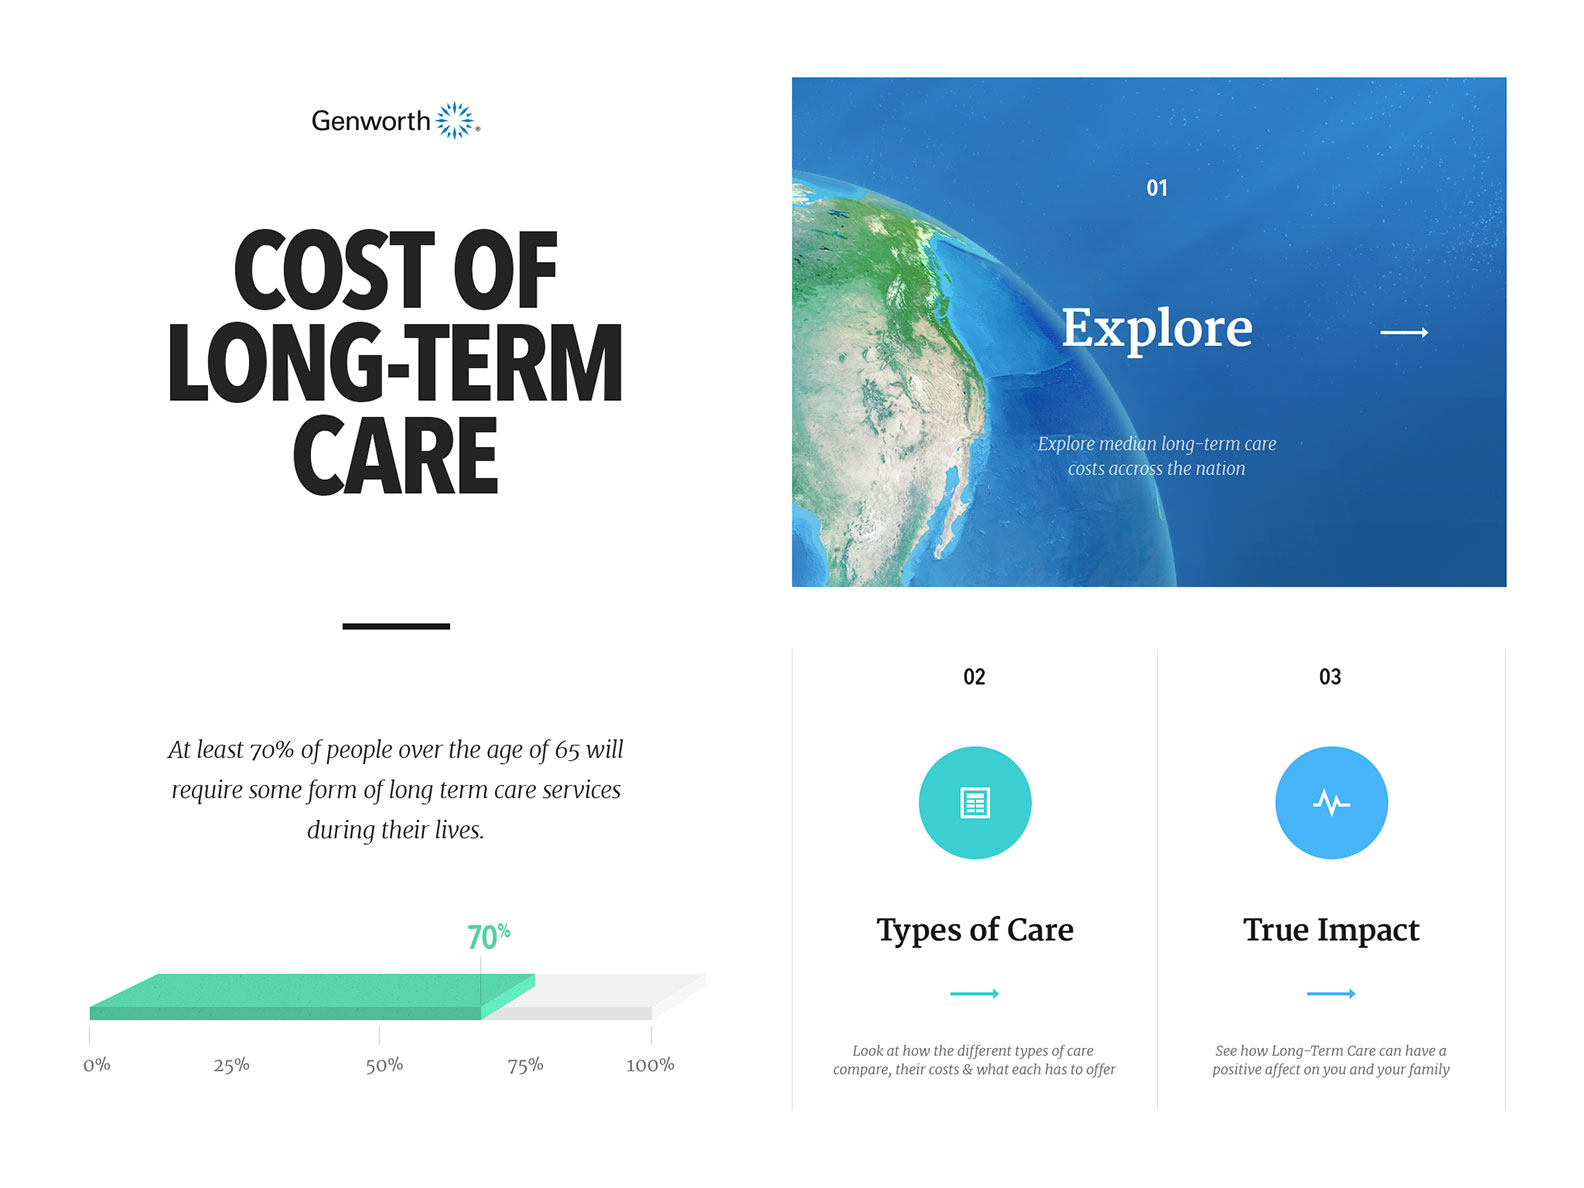 Genworth®
COST OF
LONG-TERM
CARE
At least 70% of people over the age of 65 will
require some form of long term care services
during their lives.
70%
0% 25% 50% 75% 100%
01
Explore
Explore median long-term care
costs accross the nation
02
Types of Care
Look at how the different types of care
compare, their costs & what each has to offer
03
True Impact
See how Long-Term Care can have a
positive affect on you and your family